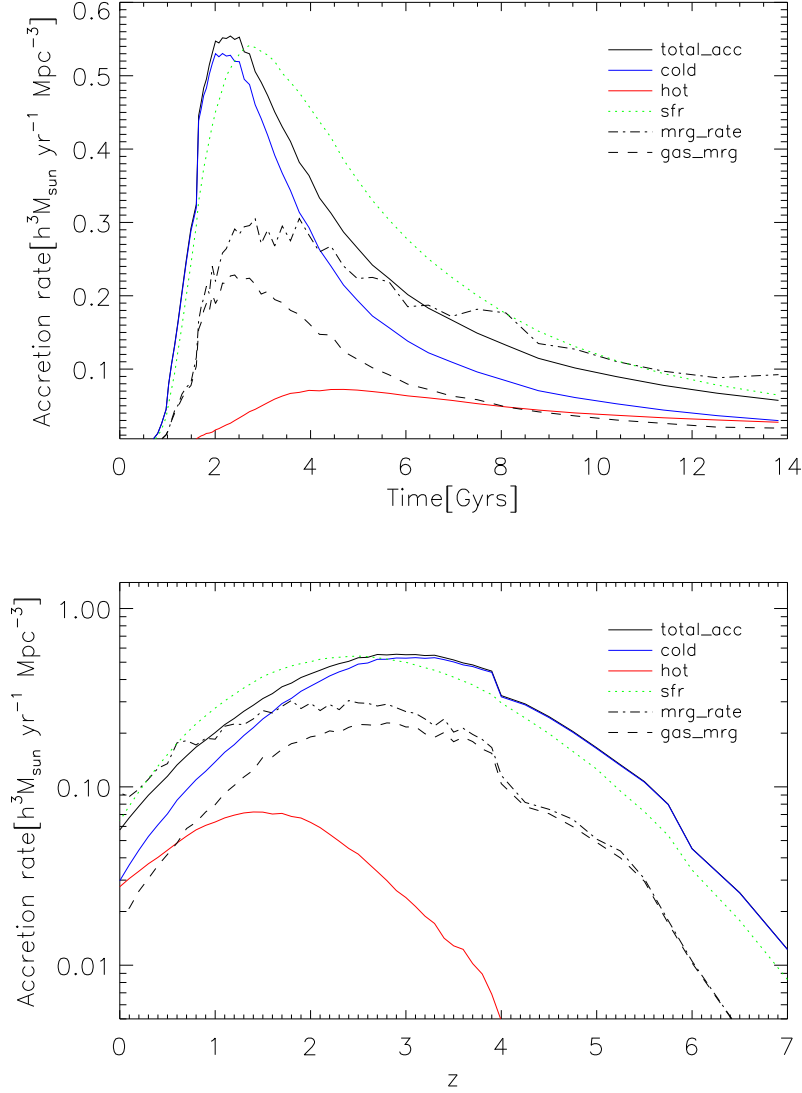 0.6
0.5
0.4
0.3
0.2
0.1
Accretion rate[h³M_sun yr⁻¹ Mpc⁻³]
total_acc
cold
hot
sfr
mrg_rate
gas_mrg
0 2 4 6 8 10 12 14
Time[Gyrs]
1.00
0.10
0.01
Accretion rate[h³M_sun yr⁻¹ Mpc⁻³]
total_acc
cold
hot
sfr
mrg_rate
gas_mrg
0 1 2 3 4 5 6 7
z